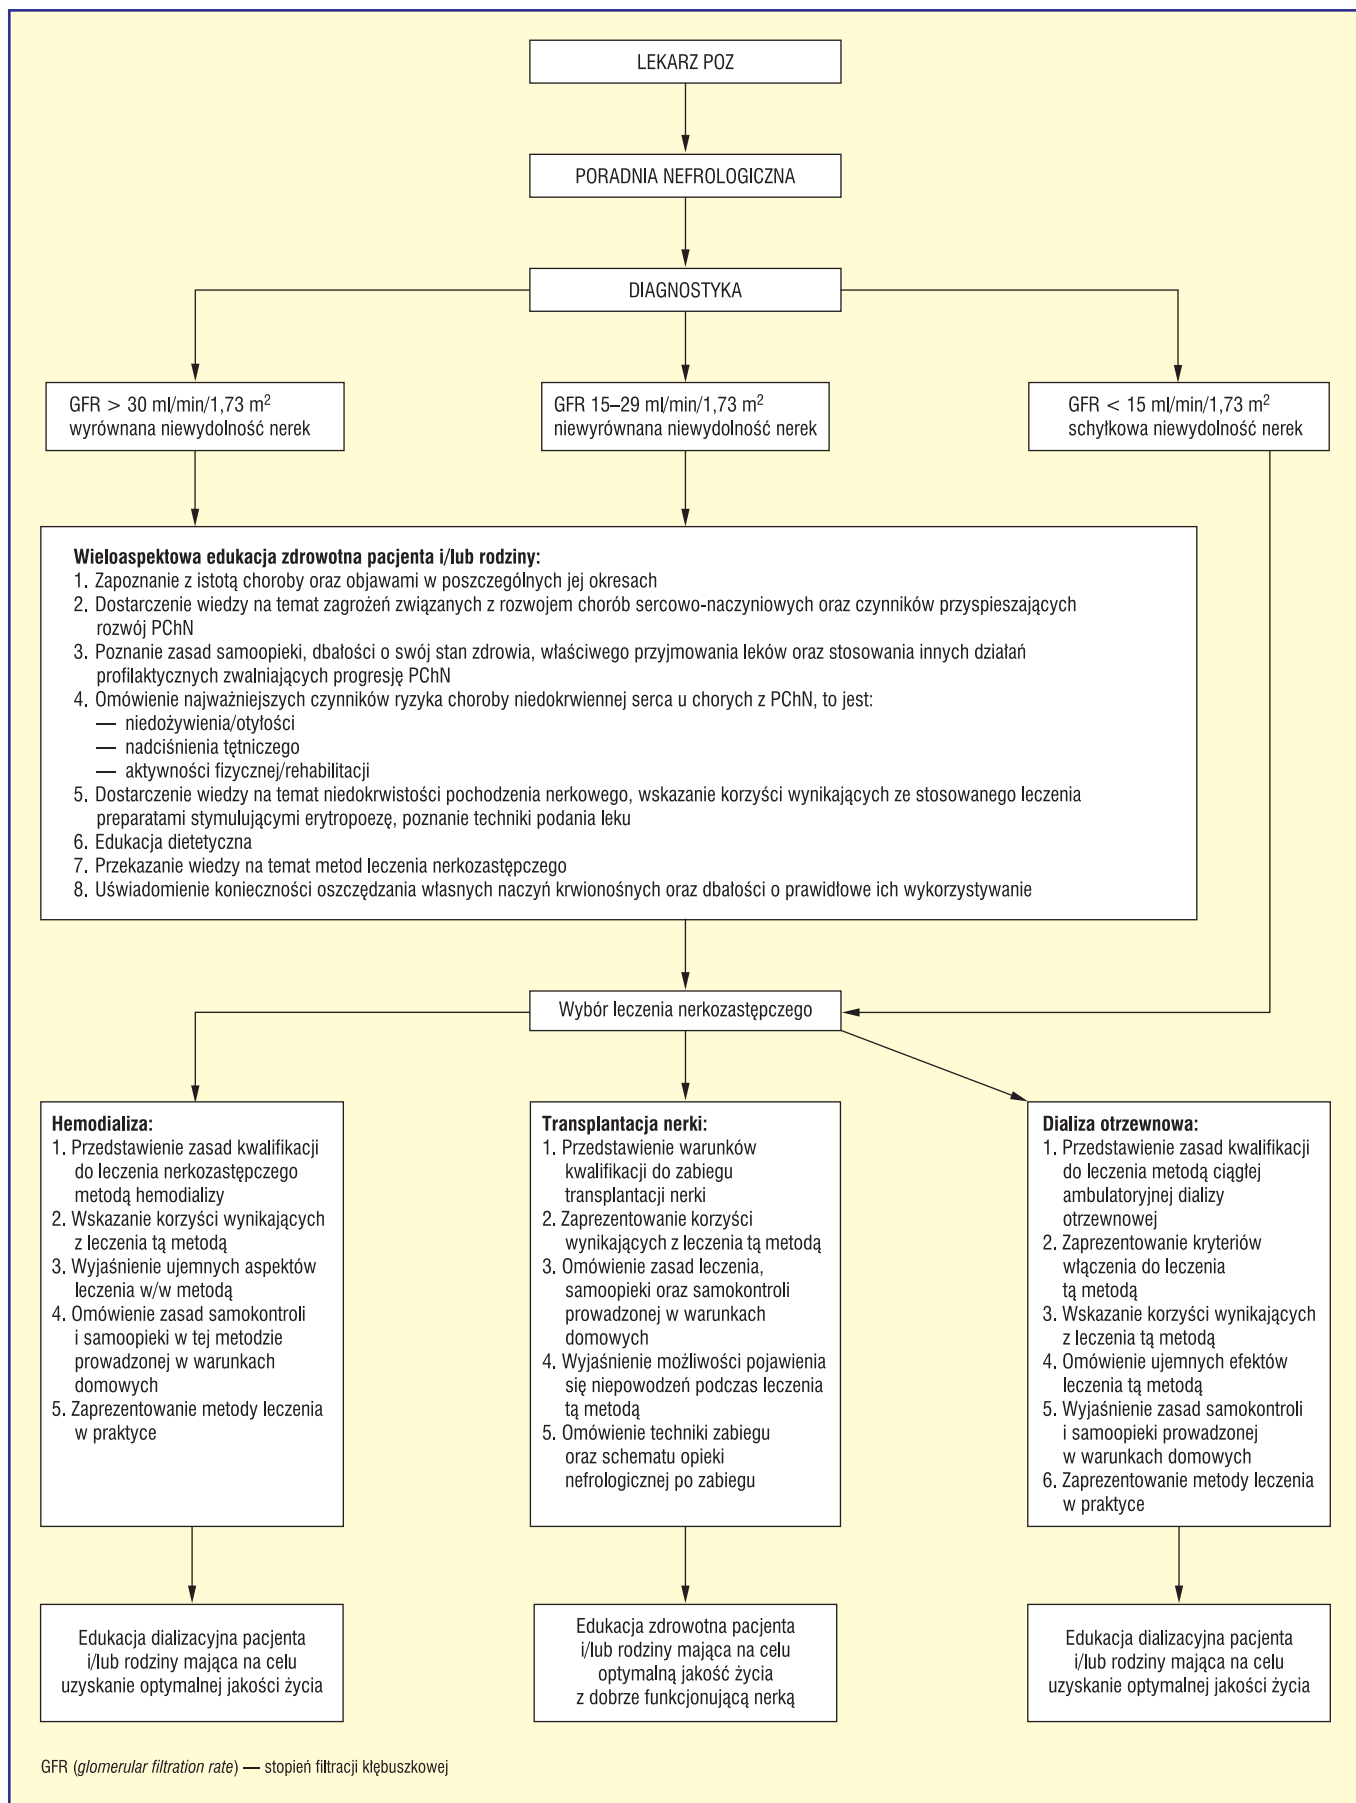 LEKARZ POZ
PORADNIA NEFROLOGICZNA
DIAGNOSTYKA
GFR > 30 ml/min/1,73 m²
wyrównana niewydolność nerek
GFR 15–29 ml/min/1,73 m²
niewyrównana niewydolność nerek
GFR < 15 ml/min/1,73 m²
schyłkowa niewydolność nerek
Wieloaspektowa edukacja zdrowotna pacjenta i/lub rodziny:
1. Zapoznanie z istotą choroby oraz objawami w poszczególnych jej okresach
2. Dostarczenie wiedzy na temat zagrożeń związanych z rozwojem chorób sercowo-naczyniowych oraz czynników przyspieszających
rozwój PChN
3. Poznanie zasad samoopieki, dbałości o swój stan zdrowia, właściwego przyjmowania leków oraz stosowania innych działań
profilaktycznych zwalniających progresję PChN
4. Omówienie najważniejszych czynników ryzyka choroby niedokrwiennej serca u chorych z PChN, to jest:
— niedożywienia/otyłości
— nadciśnienia tętniczego
— aktywności fizycznej/rehabilitacji
5. Dostarczenie wiedzy na temat niedokrwistości pochodzenia nerkowego, wskazanie korzyści wynikających ze stosowanego leczenia
preparatami stymulującymi erytropoezę, poznanie techniki podania leku
6. Edukacja dietetyczna
7. Przekazanie wiedzy na temat metod leczenia nerkozastępczego
8. Uświadomienie konieczności oszczędzania własnych naczyń krwionośnych oraz dbałości o prawidłowe ich wykorzystywanie
Wybór leczenia nerkozastępczego
Hemodializa:
1. Przedstawienie zasad kwalifikacji
do leczenia nerkozastępczego
metodą hemodializy
2. Wskazanie korzyści wynikających
z leczenia tą metodą
3. Wyjaśnienie ujemnych aspektów
leczenia w/w metodą
4. Omówienie zasad samokontroli
i samoopieki w tej metodzie
prowadzonej w warunkach
domowych
5. Zaprezentowanie metody leczenia
w praktyce
Transplantacja nerki:
1. Przedstawienie warunków
kwalifikacji do zabiegu
transplantacji nerki
2. Zaprezentowanie korzyści
wynikających z leczenia tą metodą
3. Omówienie zasad leczenia,
samoopieki oraz samokontroli
prowadzonej w warunkach
domowych
4. Wyjaśnienie możliwości pojawienia
się niepowodzeń podczas leczenia
tą metodą
5. Omówienie techniki zabiegu
oraz schematu opieki
nefrologicznej po zabiegu
Dializa otrzewnowa:
1. Przedstawienie zasad kwalifikacji
do leczenia metodą ciągłej
ambulatoryjnej dializy
otrzewnowej
2. Zaprezentowanie kryteriów
włączenia do leczenia
tą metodą
3. Wskazanie korzyści wynikających
z leczenia tą metodą
4. Omówienie ujemnych efektów
leczenia tą metodą
5. Wyjaśnienie zasad samokontroli
i samoopieki prowadzonej
w warunkach domowych
6. Zaprezentowanie metody leczenia
w praktyce
Edukacja dializacyjna pacjenta
i/lub rodziny mająca na celu
uzyskanie optymalnej jakości życia
Edukacja zdrowotna pacjenta
i/lub rodziny mająca na celu
optymalną jakość życia
z dobrze funkcjonującą nerką
Edukacja dializacyjna pacjenta
i/lub rodziny mająca na celu
uzyskanie optymalnej jakości życia
GFR (glomerular filtration rate) — stopień filtracji kłębuszkowej